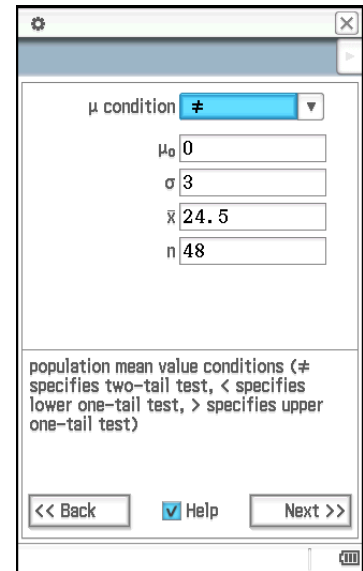 μ condition ≠
μ₀ 0
σ 3
x̄ 24.5
n 48
population mean value conditions (≠
specifies two-tail test, < specifies
lower one-tail test, > specifies upper
one-tail test)
<< Back Help Next >>